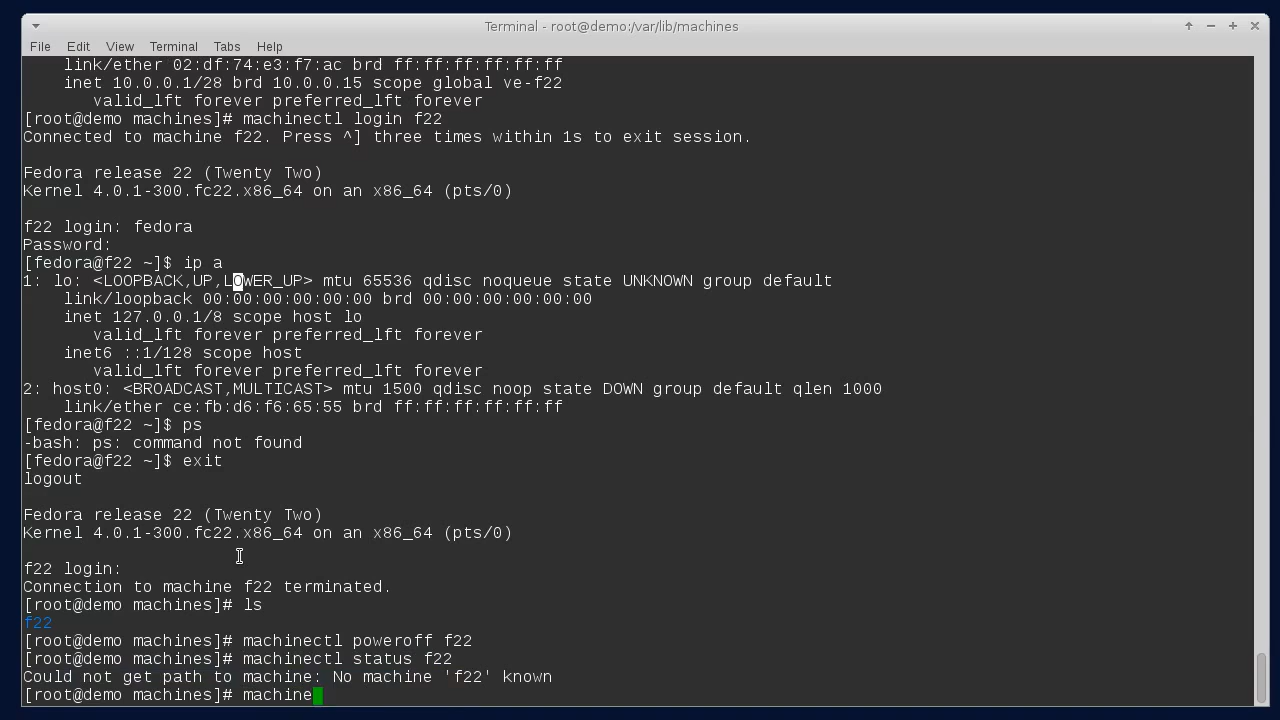 Terminal - root@demo:/var/lib/machines
File Edit View Terminal Tabs Help
link/ether 02:df:74:e3:f7:ac brd ff:ff:ff:ff:ff:ff
inet 10.0.0.1/28 brd 10.0.0.15 scope global ve-f22
valid_lft forever preferred_lft forever
[root@demo machines]# machinectl login f22
Connected to machine f22. Press ^] three times within 1s to exit session.
Fedora release 22 (Twenty Two)
Kernel 4.0.1-300.fc22.x86_64 on an x86_64 (pts/0)
f22 login: fedora
Password:
[fedora@f22 ~]$ ip a
1: lo: <LOOPBACK,UP,LOWER_UP> mtu 65536 qdisc noqueue state UNKNOWN group default
link/loopback 00:00:00:00:00:00 brd 00:00:00:00:00:00
inet 127.0.0.1/8 scope host lo
valid_lft forever preferred_lft forever
inet6 ::1/128 scope host
valid_lft forever preferred_lft forever
2: host0: <BROADCAST,MULTICAST> mtu 1500 qdisc noop state DOWN group default qlen 1000
link/ether ce:fb:d6:f6:65:55 brd ff:ff:ff:ff:ff:ff
[fedora@f22 ~]$ ps
-bash: ps: command not found
[fedora@f22 ~]$ exit
logout
Fedora release 22 (Twenty Two)
Kernel 4.0.1-300.fc22.x86_64 on an x86_64 (pts/0)
f22 login:
Connection to machine f22 terminated.
[root@demo machines]# ls
f22
[root@demo machines]# machinectl poweroff f22
[root@demo machines]# machinectl status f22
Could not get path to machine: No machine 'f22' known
[root@demo machines]# machine